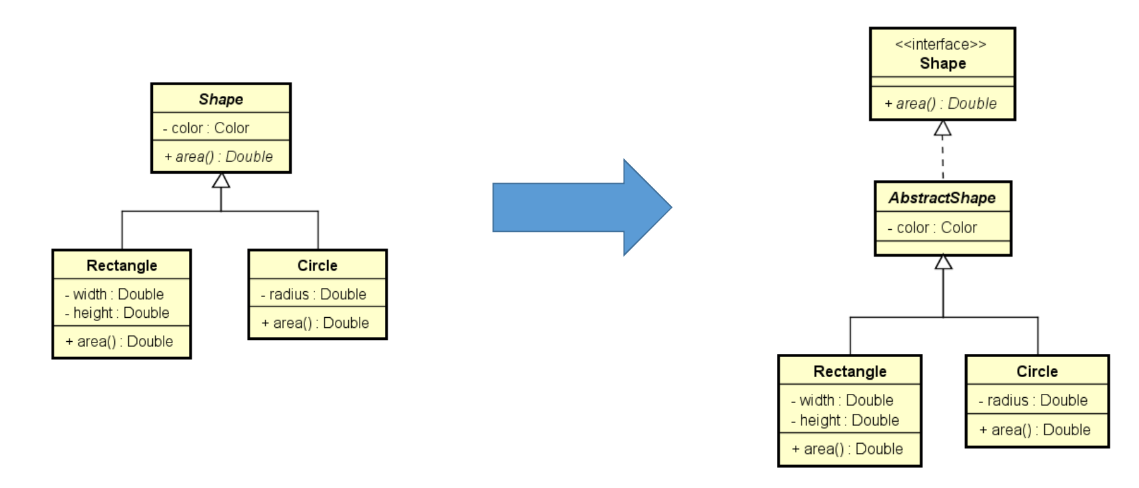 Shape
- color : Color
+ area() : Double
Rectangle
- width : Double
- height : Double
+ area() : Double
Circle
- radius : Double
+ area() : Double
<<interface>>
Shape
+ area() : Double
AbstractShape
- color : Color
Rectangle
- width : Double
- height : Double
+ area() : Double
Circle
- radius : Double
+ area() : Double